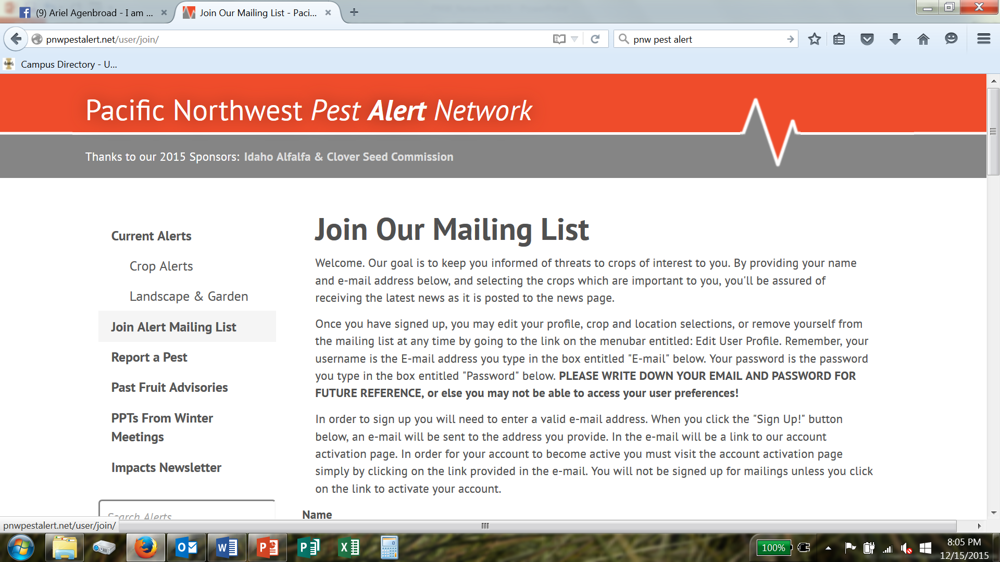 (9) Ariel Agenbroad - I am ...
Join Our Mailing List - Paci...
pnwpestalert.net/user/join/
pnw pest alert
Campus Directory - U...
Pacific Northwest Pest Alert Network
Thanks to our 2015 Sponsors: Idaho Alfalfa & Clover Seed Commission
Current Alerts
Crop Alerts
Landscape & Garden
Join Alert Mailing List
Report a Pest
Past Fruit Advisories
PPTs From Winter
Meetings
Impacts Newsletter
Search Alerts
Join Our Mailing List
Welcome. Our goal is to keep you informed of threats to crops of interest to you. By providing your name
and e-mail address below, and selecting the crops which are important to you, you'll be assured of
receiving the latest news as it is posted to the news page.
Once you have signed up, you may edit your profile, crop and location selections, or remove yourself from
the mailing list at any time by going to the link on the menubar entitled: Edit User Profile. Remember, your
username is the E-mail address you type in the box entitled "E-mail" below. Your password is the password
you type in the box entitled "Password" below. PLEASE WRITE DOWN YOUR EMAIL AND PASSWORD FOR
FUTURE REFERENCE, or else you may not be able to access your user preferences!
In order to sign up you will need to enter a valid e-mail address. When you click the "Sign Up!" button
below, an e-mail will be sent to the address you provide. In the e-mail will be a link to our account
activation page. In order for your account to become active you must visit the account activation page
simply by clicking on the link provided in the e-mail. You will not be signed up for mailings unless you click
on the link to activate your account.
Name
pnwpestalert.net/user/join/
100%
8:05 PM
12/15/2015